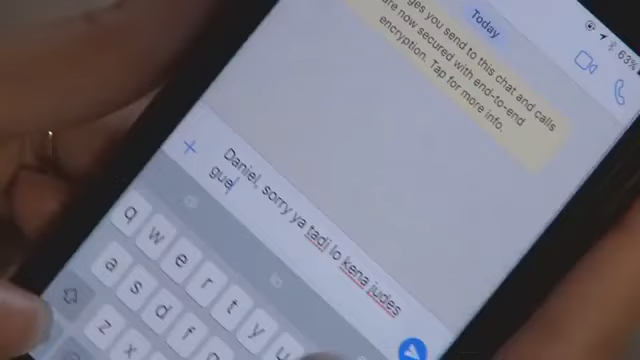 63%
Today
ges you send to this chat and calls
are now secured with end-to-end
encryption. Tap for more info.
Daniel, sorry ya tadi lo kena judes
gue
q w e r t y u
a s d f
z x